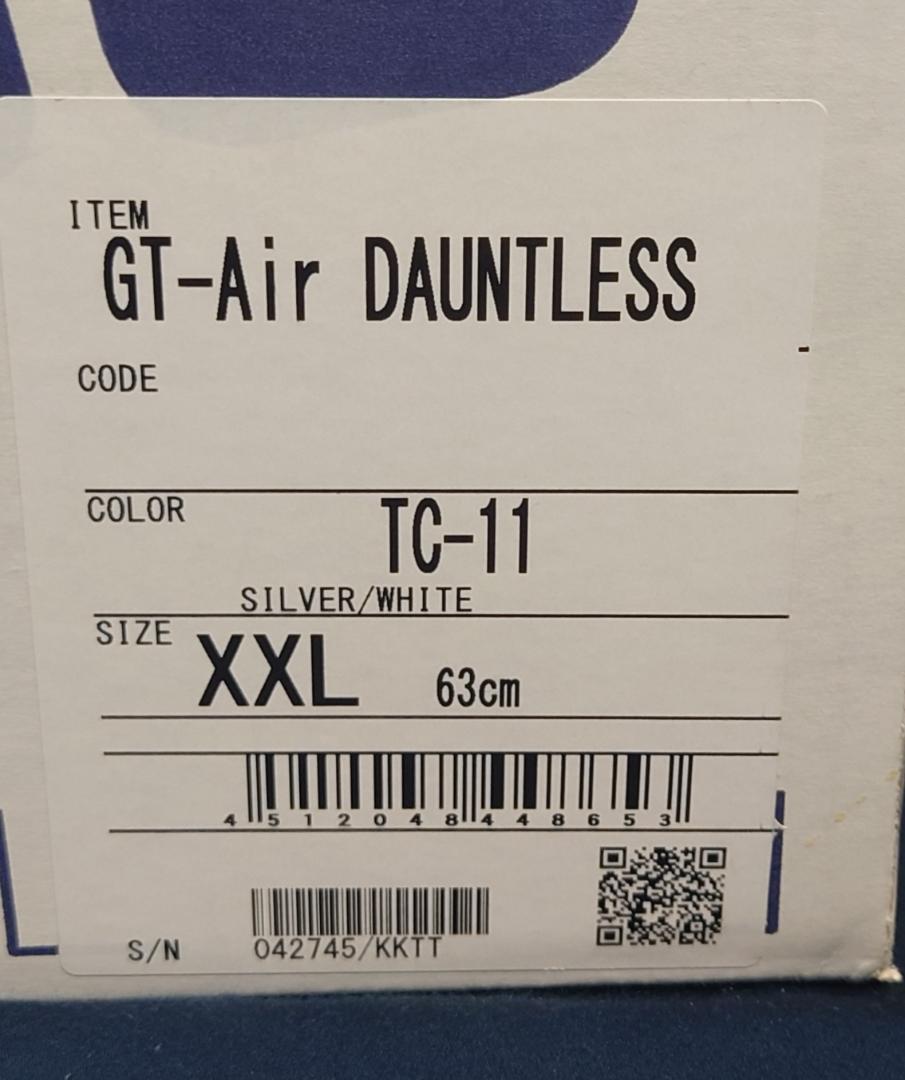 ITEM
GT-Air DAUNTLESS
CODE
COLOR TC-11
SILVER/WHITE
SIZE XXL 63cm
4 512048 448653
S/N 042745/KKTT